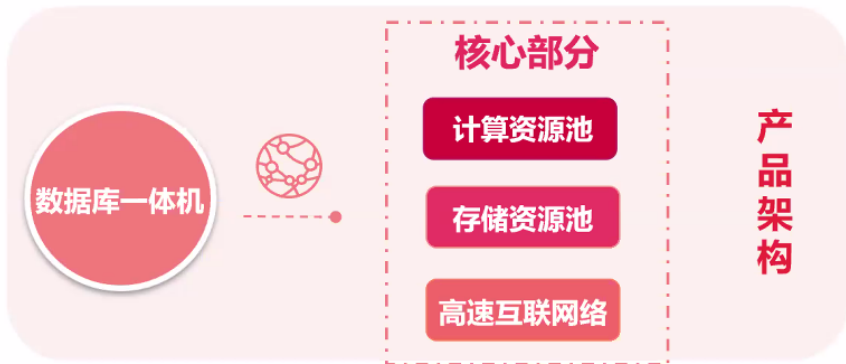 数据库一体机
核心部分
计算资源池
存储资源池
高速互联网络
产品架构